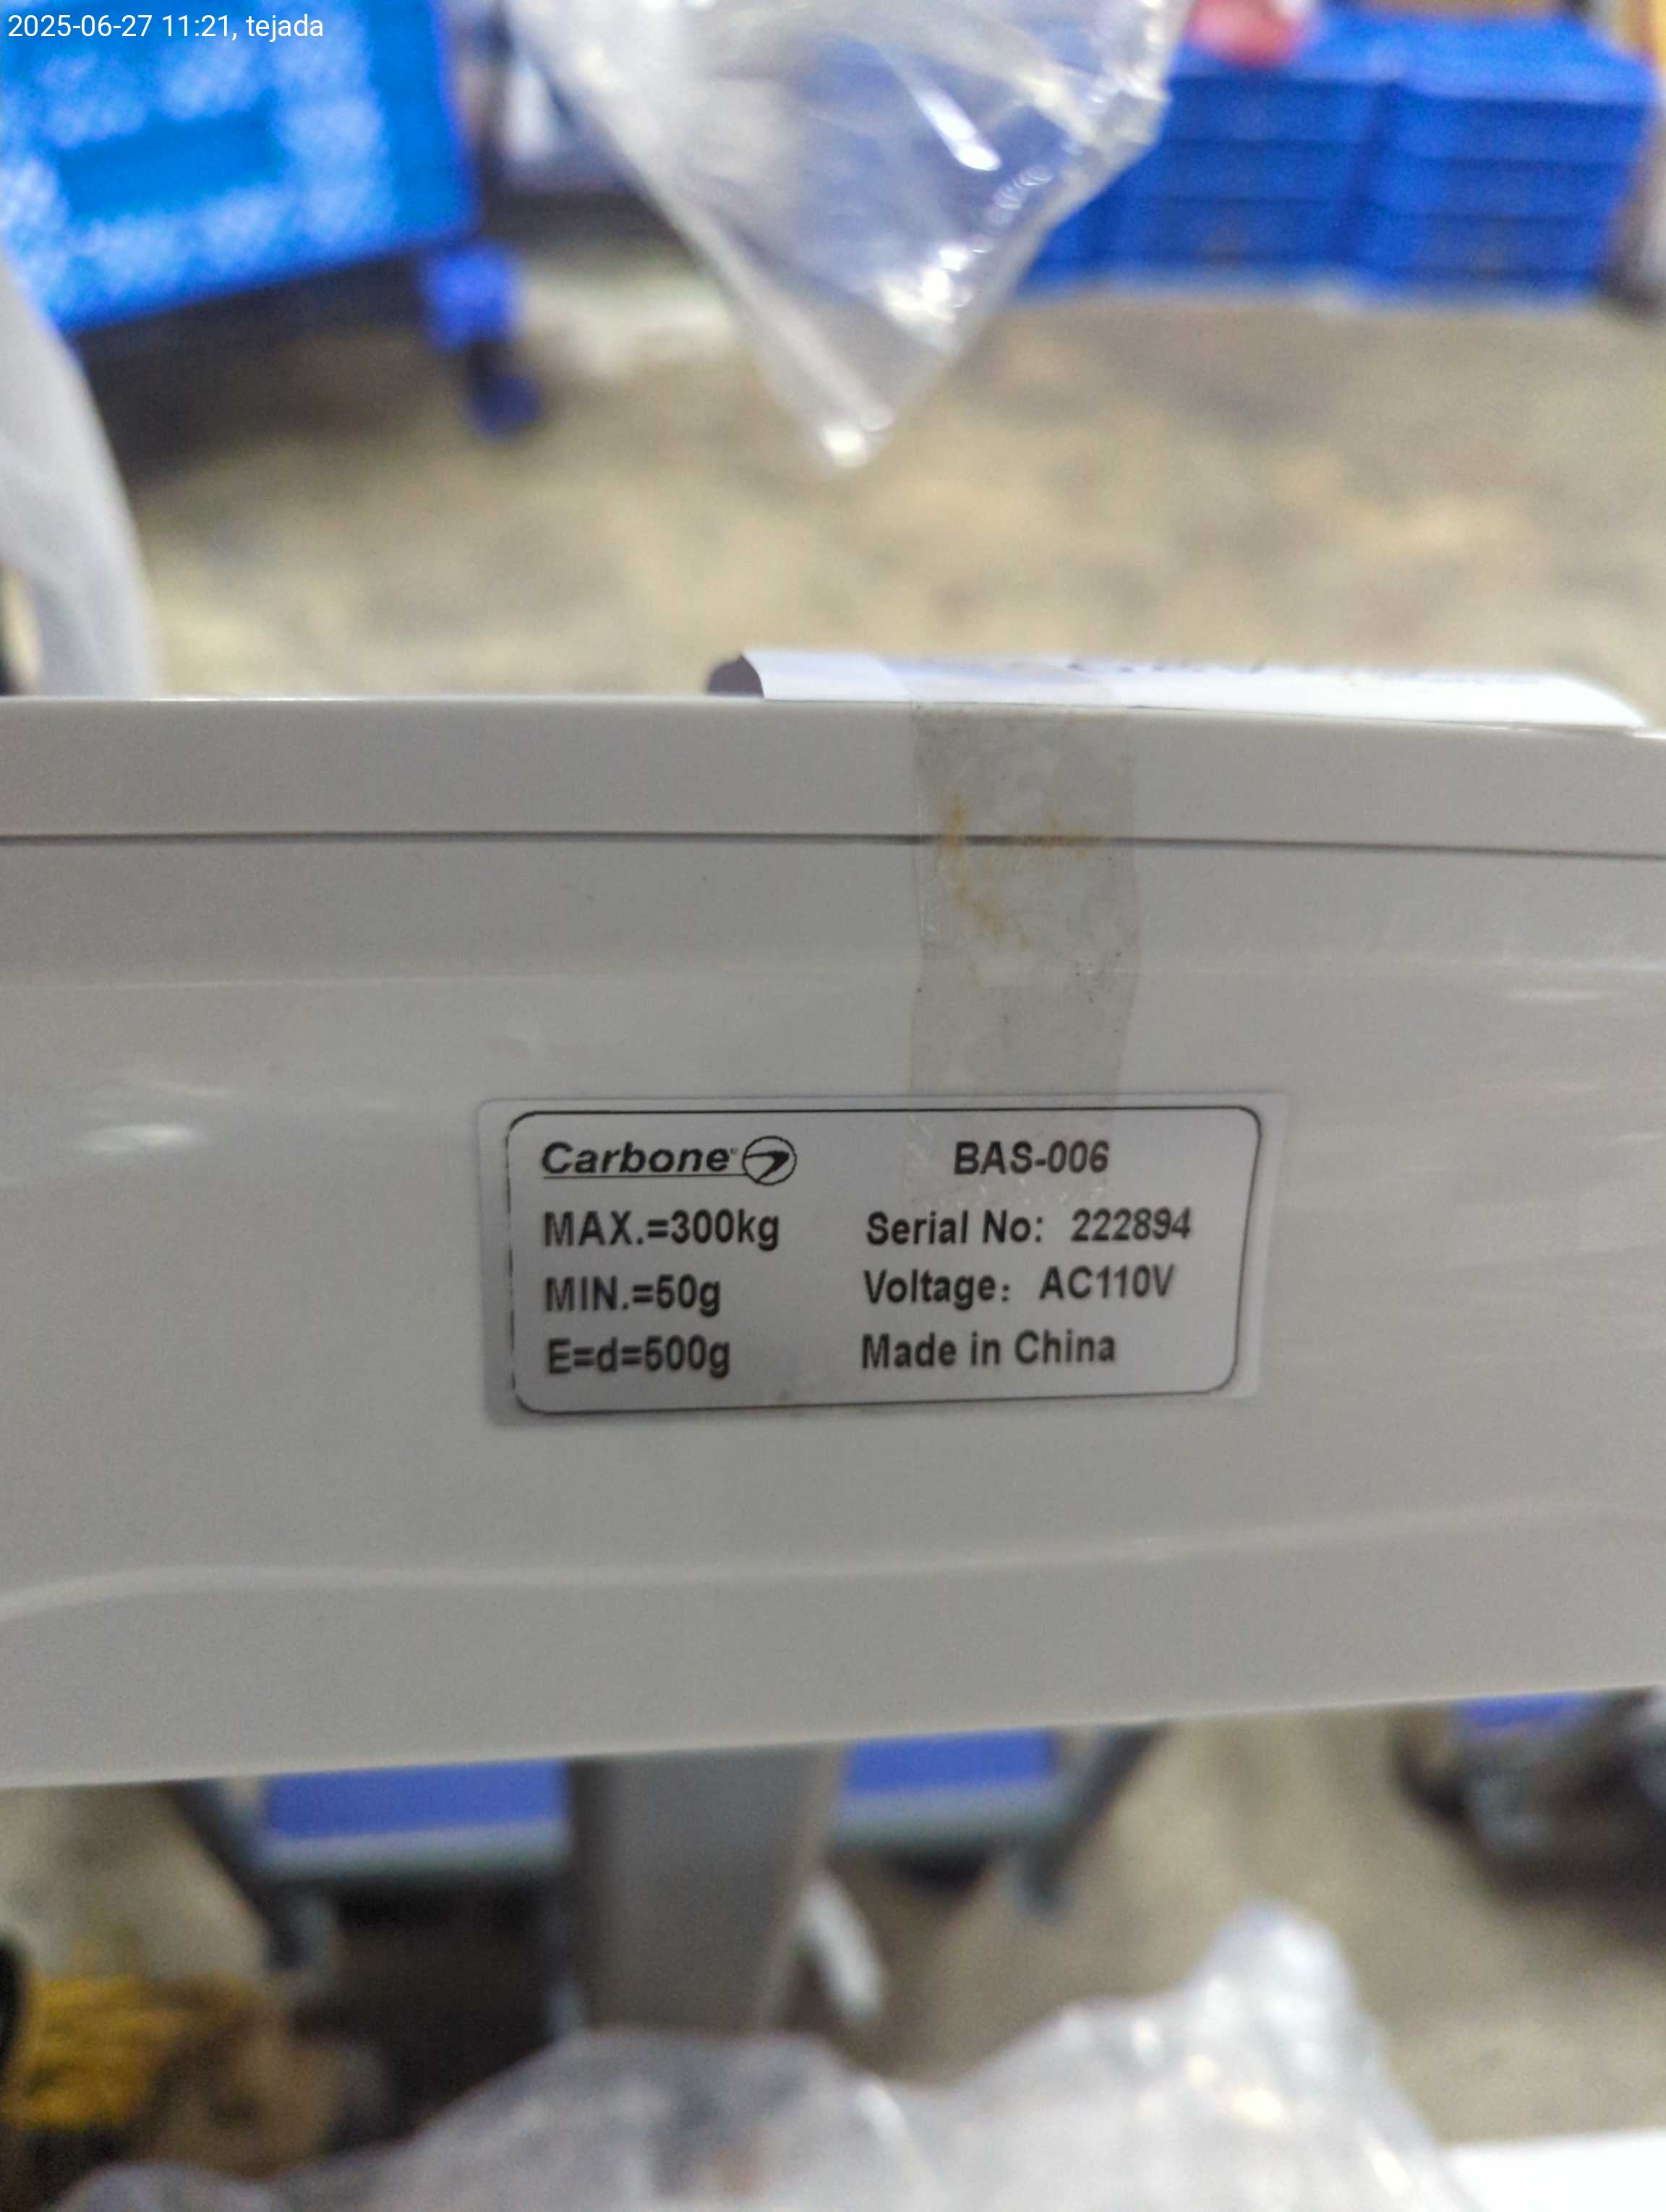 2025-06-27 11:21, tejada
Carbone BAS-006
MAX.=300kg Serial No: 222894
MIN.=50g Voltage: AC110V
E=d=500g Made in China